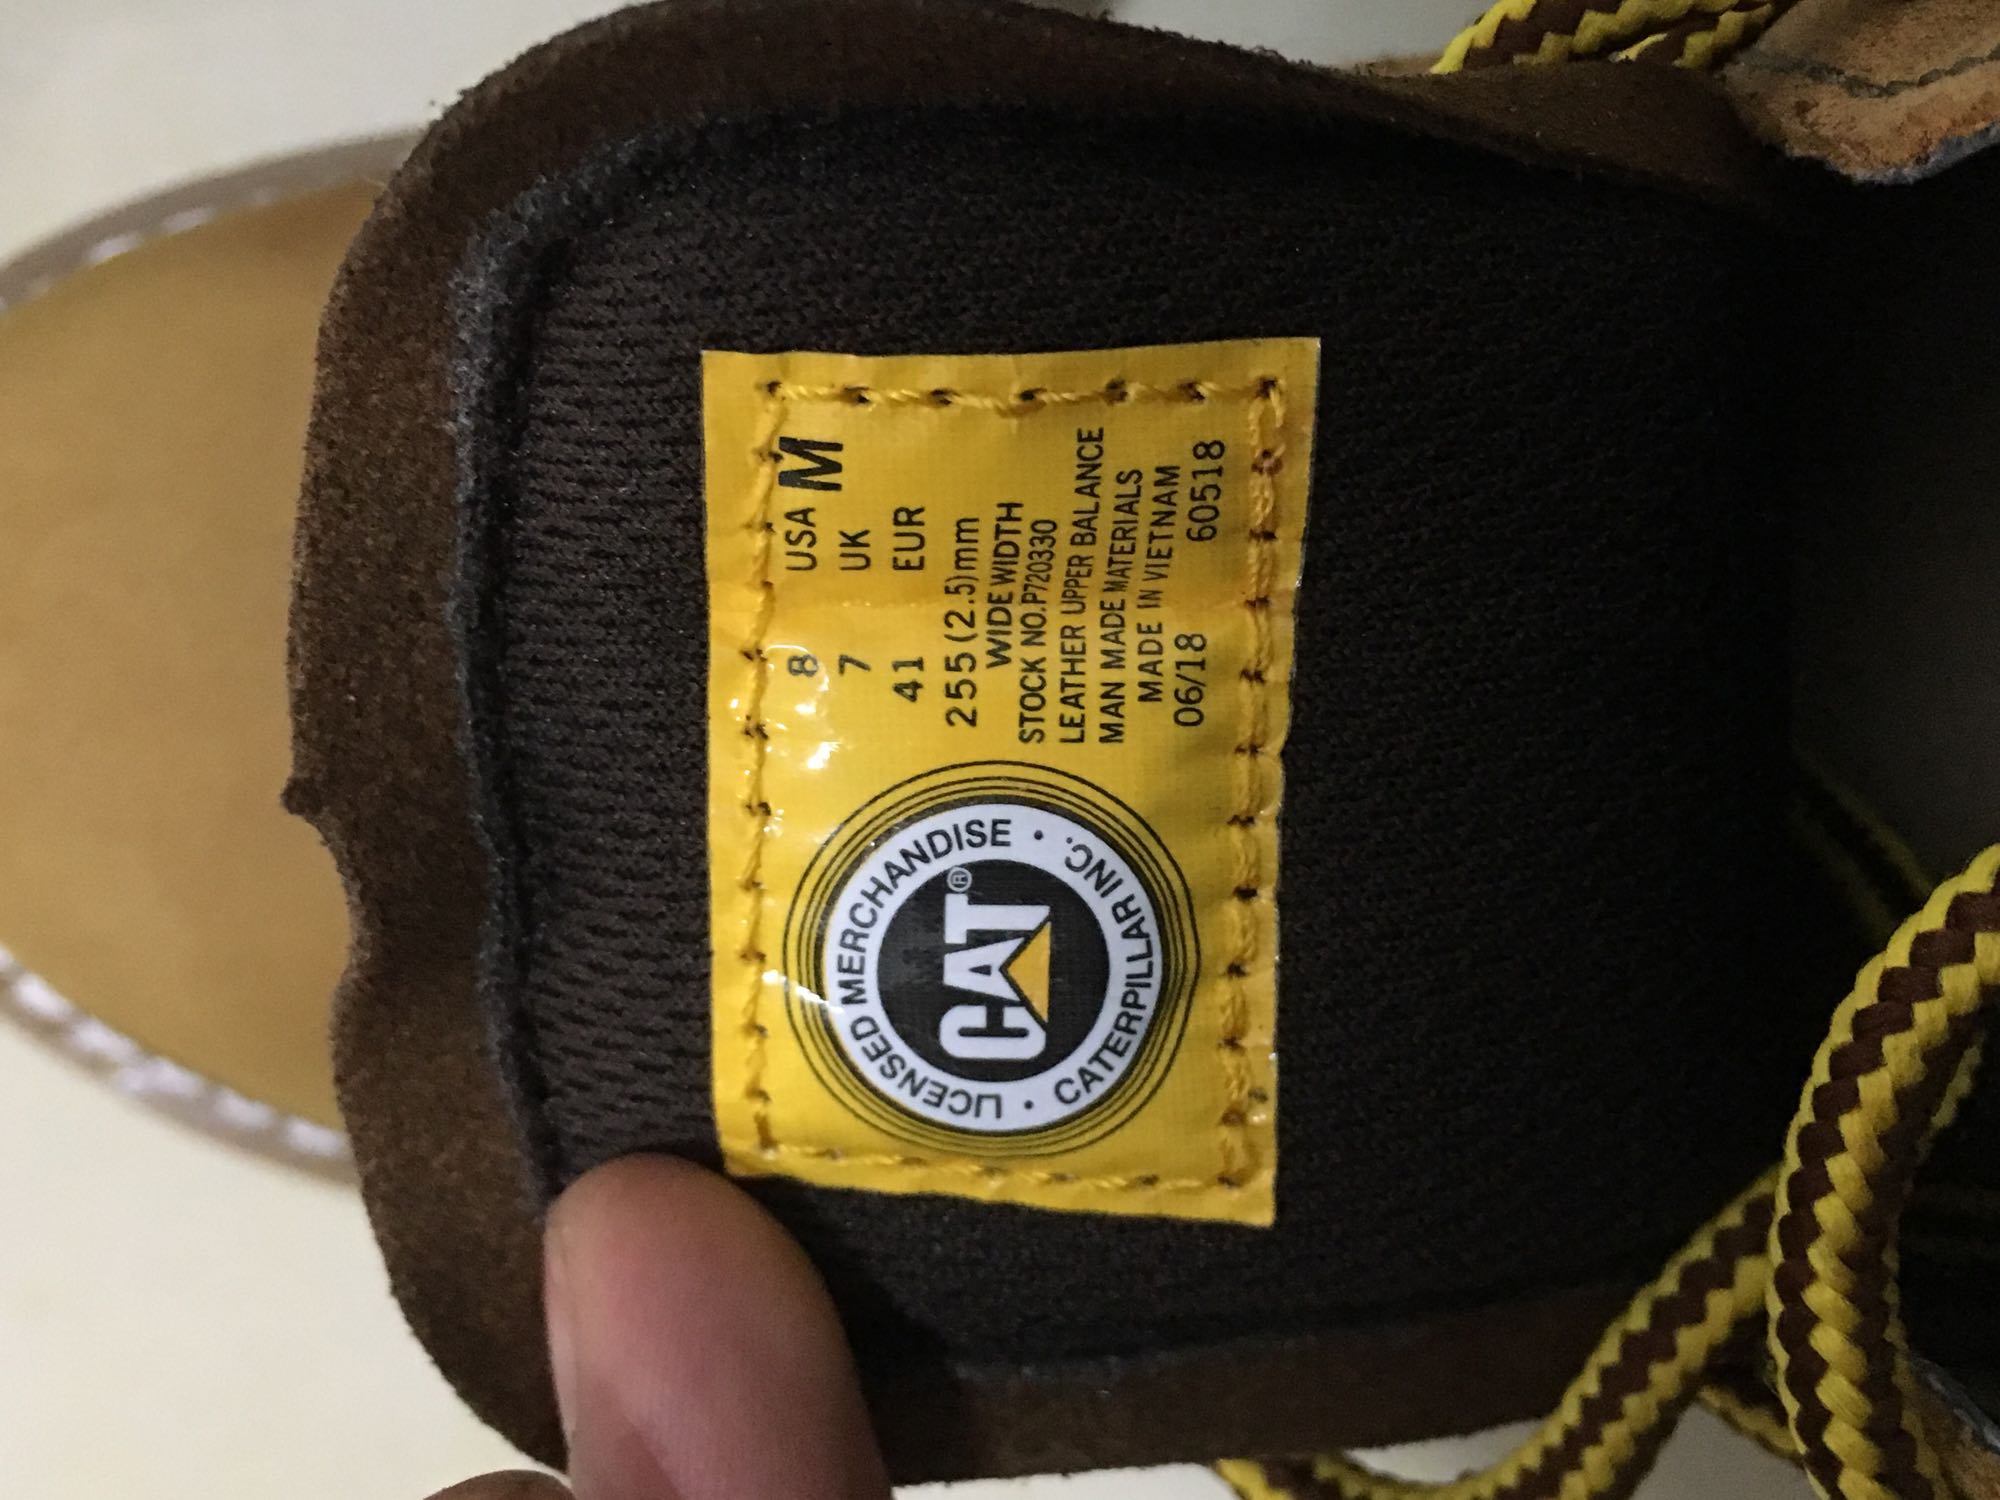 LICENSED MERCHANDISE •
CATERPILLAR INC. •
CAT®
8 USA M
7 UK
41 EUR
255(2.5)mm
WIDE WIDTH
STOCK NO.P720330
LEATHER UPPER BALANCE
MAN MADE MATERIALS
MADE IN VIETNAM
06/18 60518